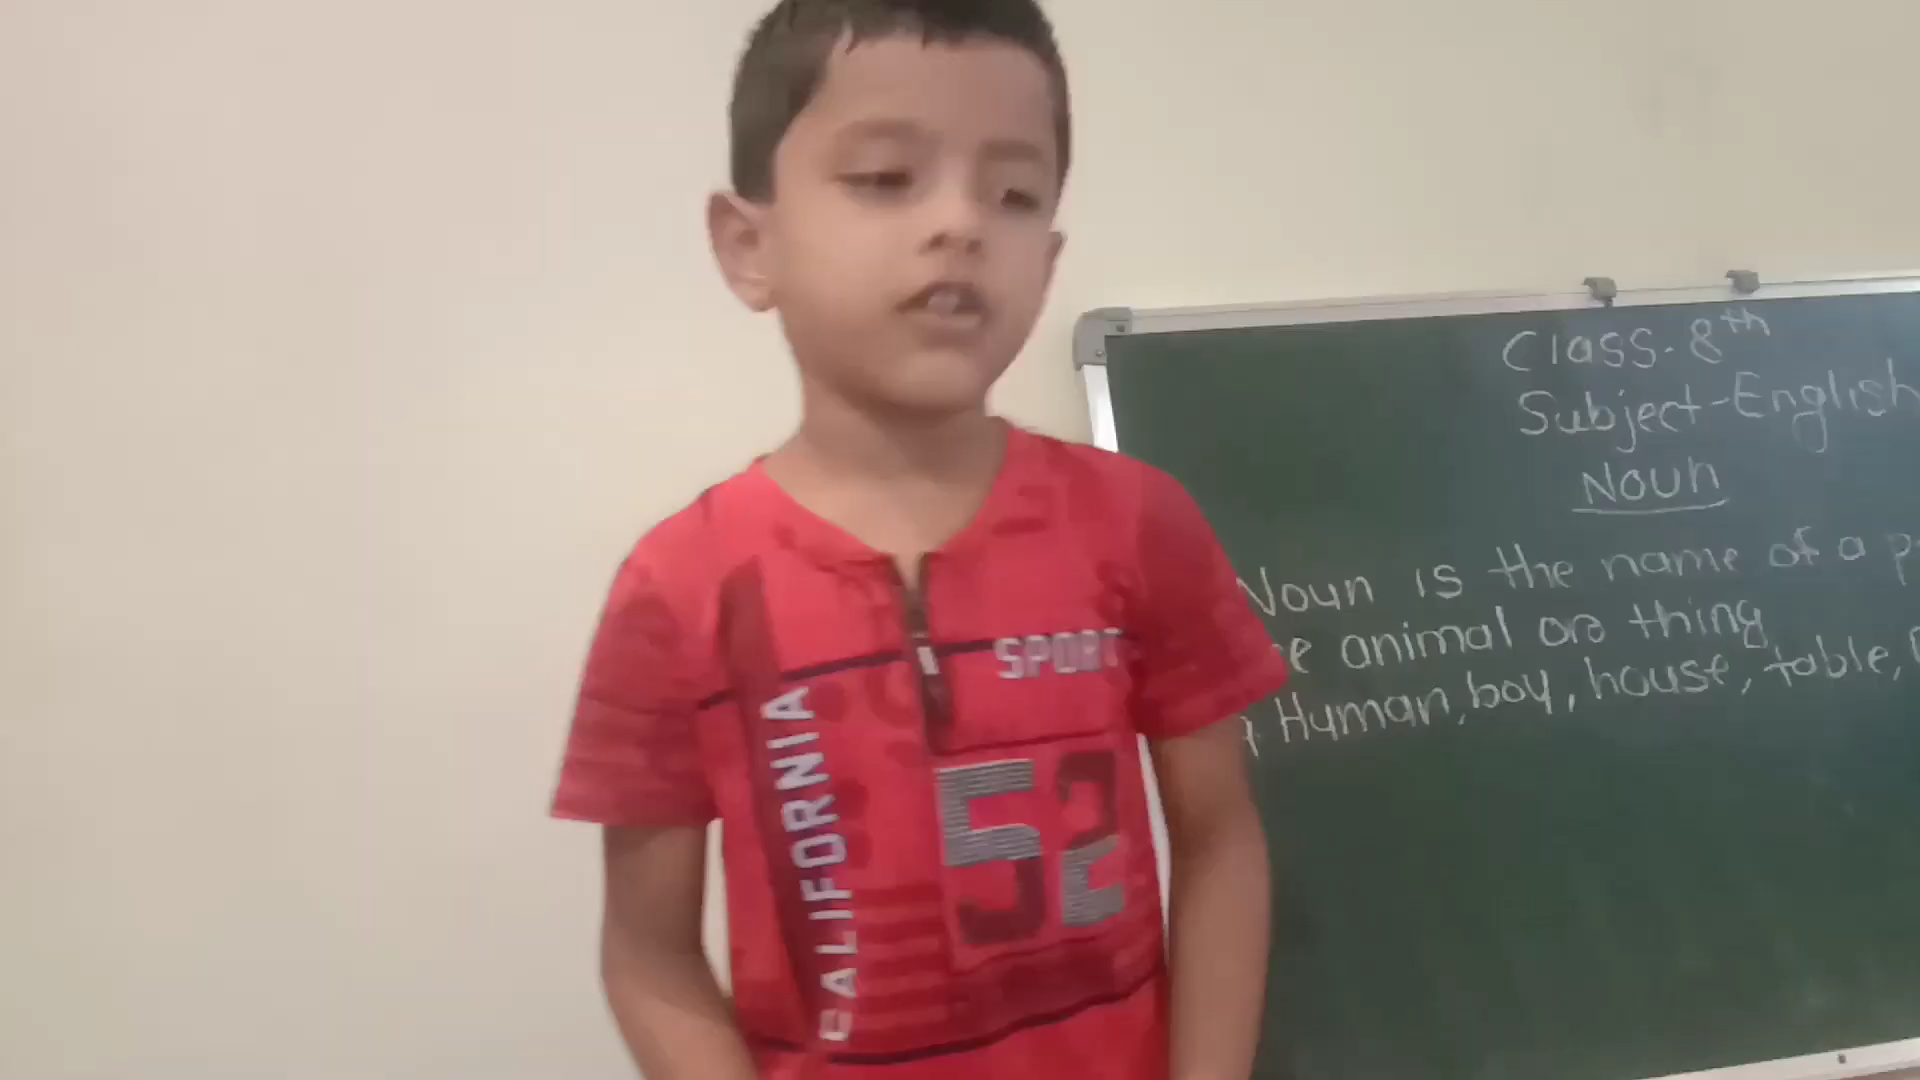 Class-8th
Subject-English
Noun
Noun is the name of a
animal or thing
Human, boy, house, table,
SPORT
CALIFORNIA
52